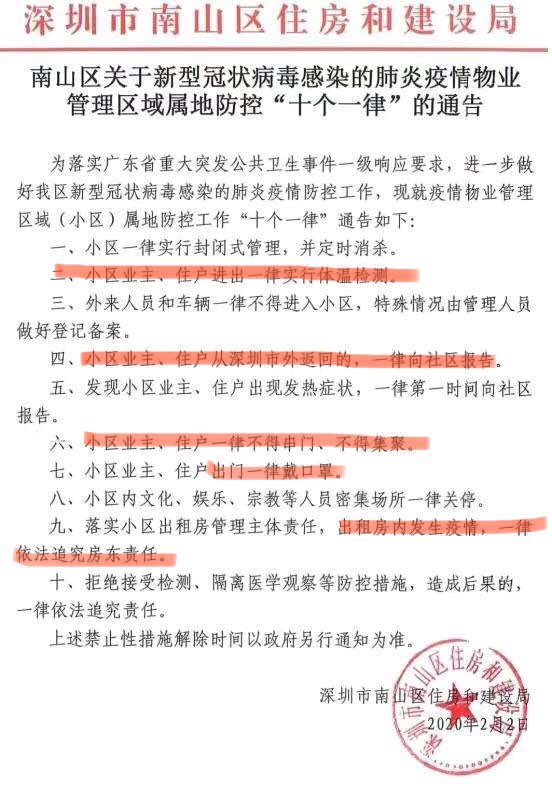 深圳市南山区住房和建设局
南山区关于新型冠状病毒感染的肺炎疫情物业
管理区域属地防控“十个一律”的通告
为落实广东省重大突发公共卫生事件一级响应要求，进一步做
好我区新型冠状病毒感染的肺炎疫情防控工作，现就疫情物业管理
区域（小区）属地防控工作“十个一律”通告如下：
一、小区一律实行封闭式管理，并定时消杀。
二、小区业主、住户进出一律实行体温检测。
三、外来人员和车辆一律不得进入小区，特殊情况由管理人员
做好登记备案。
四、小区业主、住户从深圳市外返回的，一律向社区报告。
五、发现小区业主、住户出现发热症状，一律第一时间向社区
报告。
六、小区业主、住户一律不得串门、不得集聚。
七、小区业主、住户出门一律戴口罩。
八、小区内文化、娱乐、宗教等人员密集场所一律关停。
九、落实小区出租房管理主体责任，出租房内发生疫情，一律
依法追究房东责任。
十、拒绝接受检测、隔离医学观察等防控措施，造成后果的，
一律依法追究责任。
上述禁止性措施解除时间以政府另行通知为准。
深圳市南山区住房和建设局
2020年2月2日
深圳市南山区住房和建设局